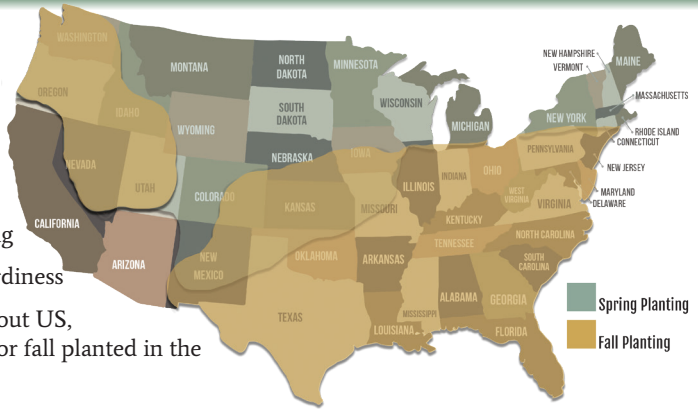 WASHINGTON
MONTANA
NORTH
DAKOTA
MINNESOTA
NEW HAMPSHIRE
VERMONT
MAINE
OREGON
IDAHO
SOUTH
DAKOTA
WISCONSIN
MASSACHUSETTS
WYOMING
MICHIGAN
NEW YORK
RHODE ISLAND
CONNECTICUT
NEBRASKA
IOWA
PENNSYLVANIA
NEVADA
UTAH
COLORADO
ILLINOIS
INDIANA
OHIO
NEW JERSEY
KANSAS
MISSOURI
WEST
VIRGINIA
VIRGINIA
MARYLAND
DELAWARE
CALIFORNIA
KENTUCKY
ARIZONA
NEW
MEXICO
OKLAHOMA
ARKANSAS
TENNESSEE
NORTH CAROLINA
SOUTH
CAROLINA
TEXAS
LOUISIANA
MISSISSIPPI
ALABAMA
GEORGIA
FLORIDA
Spring Planting
Fall Planting
g
rdiness
out US,
or fall planted in the